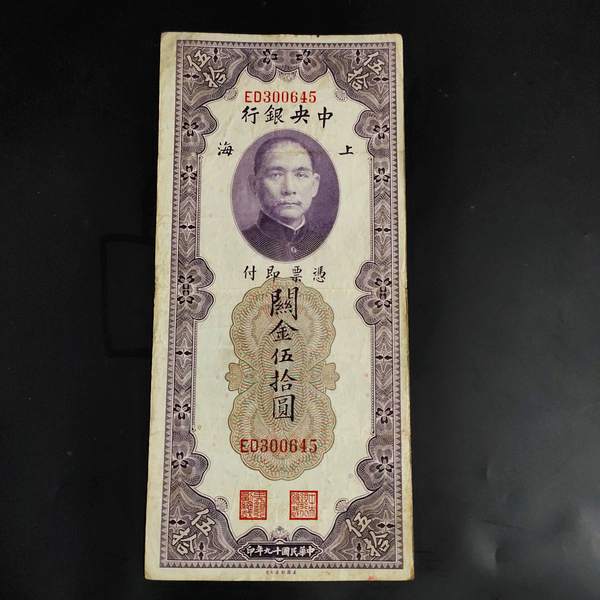 伍拾
伍拾
ED300645
中央銀行
上海
憑票即付
關金伍拾圓
ED300645
伍拾
伍拾
中華民國十九年印